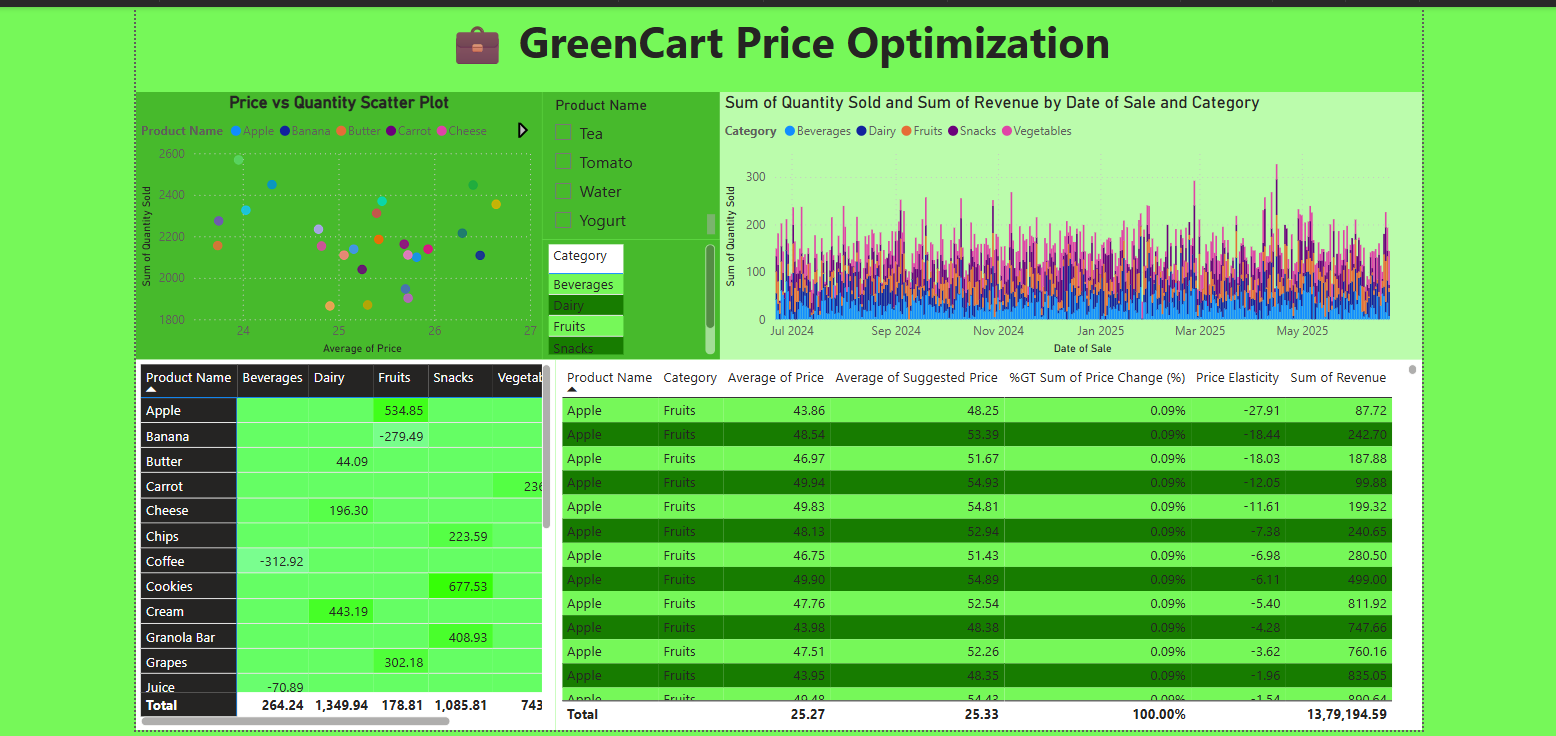 GreenCart Price Optimization
Price vs Quantity Scatter Plot
Product Name Apple Banana Butter Carrot Cheese
2600
2400
2200
2000
1800
24 25 26 27
Sum of Quantity Sold
Average of Price
Product Name
Tea
Tomato
Water
Yogurt
Category
Beverages
Dairy
Fruits
Snacks
Sum of Quantity Sold and Sum of Revenue by Date of Sale and Category
Category Beverages Dairy Fruits Snacks Vegetables
300
200
100
0
Jul 2024 Sep 2024 Nov 2024 Jan 2025 Mar 2025 May 2025
Sum of Quantity Sold
Date of Sale
Product Name Beverages Dairy Fruits Snacks Vegetab
Apple 534.85
Banana -279.49
Butter 44.09
Carrot 236
Cheese 196.30
Chips 223.59
Coffee -312.92
Cookies 677.53
Cream 443.19
Granola Bar 408.93
Grapes 302.18
Juice -70.89
Total 264.24 1,349.94 178.81 1,085.81 743
Product Name Category Average of Price Average of Suggested Price %GT Sum of Price Change (%) Price Elasticity Sum of Revenue
Apple Fruits 43.86 48.25 0.09% -27.91 87.72
Apple Fruits 48.54 53.39 0.09% -18.44 242.70
Apple Fruits 46.97 51.67 0.09% -18.03 187.88
Apple Fruits 49.94 54.93 0.09% -12.05 99.88
Apple Fruits 49.83 54.81 0.09% -11.61 199.32
Apple Fruits 48.13 52.94 0.09% -7.38 240.65
Apple Fruits 46.75 51.43 0.09% -6.98 280.50
Apple Fruits 49.90 54.89 0.09% -6.11 499.00
Apple Fruits 47.76 52.54 0.09% -5.40 811.92
Apple Fruits 43.98 48.38 0.09% -4.28 747.66
Apple Fruits 47.51 52.26 0.09% -3.62 760.16
Apple Fruits 43.95 48.35 0.09% -1.96 835.05
Apple Fruits 49.48 54.43 0.09% -1.54 890.64
Total 25.27 25.33 100.00% 13,79,194.59